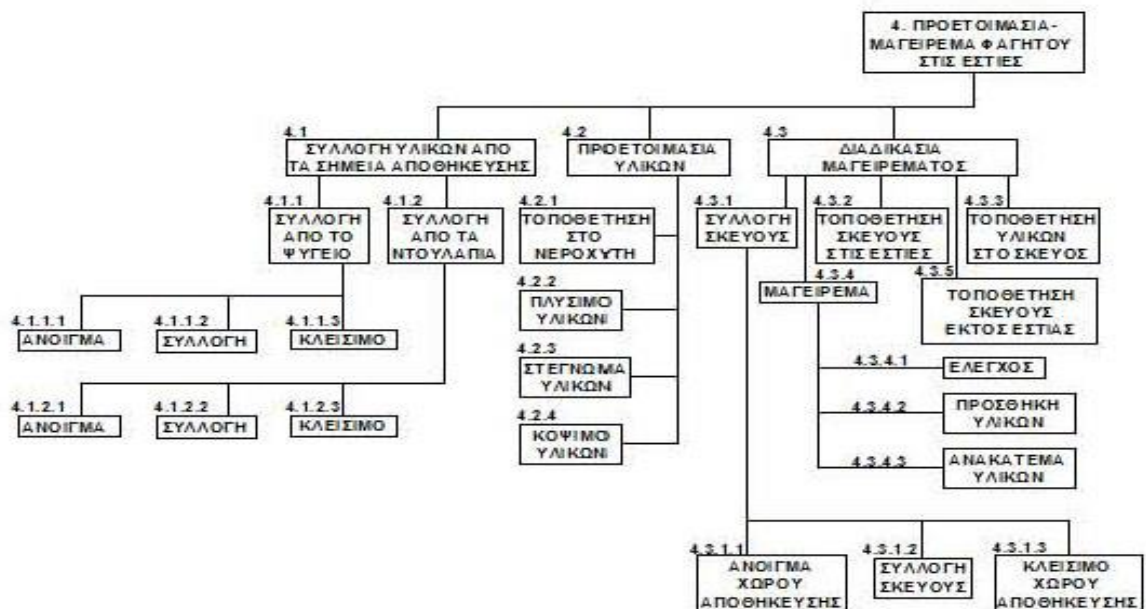 4. ΠΡΟΕΤΟΙΜΑΣΙΑ-
ΜΑΓΕΙΡΕΜΑ ΦΑΓΗΤΟΥ
ΣΤΙΣ ΕΣΤΙΕΣ
4.1
ΣΥΛΛΟΓΗ ΥΛΙΚΩΝ ΑΠΟ
ΤΑ ΣΗΜΕΙΑ ΑΠΟΘΗΚΕΥΣΗΣ
4.2
ΠΡΟΕΤΟΙΜΑΣΙΑ
ΥΛΙΚΩΝ
4.3
ΔΙΑΔΙΚΑΣΙΑ
ΜΑΓΕΙΡΕΜΑΤΟΣ
4.1.1
ΣΥΛΛΟΓΗ
ΑΠΟ ΤΟ
ΨΥΓΕΙΟ
4.1.2
ΣΥΛΛΟΓΗ
ΑΠΟ ΤΑ
ΝΤΟΥΛΑΠΙΑ
4.1.1.1
ΑΝΟΙΓΜΑ
4.1.1.2
ΣΥΛΛΟΓΗ
4.1.1.3
ΚΛΕΙΣΙΜΟ
4.1.2.1
ΑΝΟΙΓΜΑ
4.1.2.2
ΣΥΛΛΟΓΗ
4.1.2.3
ΚΛΕΙΣΙΜΟ
4.2.1
ΤΟΠΟΘΕΤΗΣΗ
ΣΤΟ
ΝΕΡΟΧΥΤΗ
4.2.2
ΠΛΥΣΙΜΟ
ΥΛΙΚΩΝ
4.2.3
ΣΤΕΓΝΩΜΑ
ΥΛΙΚΩΝ
4.2.4
ΚΟΨΙΜΟ
ΥΛΙΚΩΝ
4.3.1
ΣΥΛΛΟΓΗ
ΣΚΕΥΟΥΣ
4.3.2
ΤΟΠΟΘΕΤΗΣΗ
ΣΚΕΥΟΥΣ
ΣΤΙΣ ΕΣΤΙΕΣ
4.3.3
ΤΟΠΟΘΕΤΗΣΗ
ΥΛΙΚΩΝ
ΣΤΟ ΣΚΕΥΟΣ
4.3.4
ΜΑΓΕΙΡΕΜΑ
4.3.5
ΤΟΠΟΘΕΤΗΣΗ
ΣΚΕΥΟΥΣ
ΕΚΤΟΣ ΕΣΤΙΑΣ
4.3.4.1
ΕΛΕΓΧΟΣ
4.3.4.2
ΠΡΟΣΘΗΚΗ
ΥΛΙΚΩΝ
4.3.4.3
ΑΝΑΚΑΤΕΜΑ
ΥΛΙΚΩΝ
4.3.1.1
ΑΝΟΙΓΜΑ
ΧΩΡΟΥ
ΑΠΟΘΗΚΕΥΣΗΣ
4.3.1.2
ΣΥΛΛΟΓΗ
ΣΚΕΥΟΥΣ
4.3.1.3
ΚΛΕΙΣΙΜΟ
ΧΩΡΟΥ
ΑΠΟΘΗΚΕΥΣΗΣ